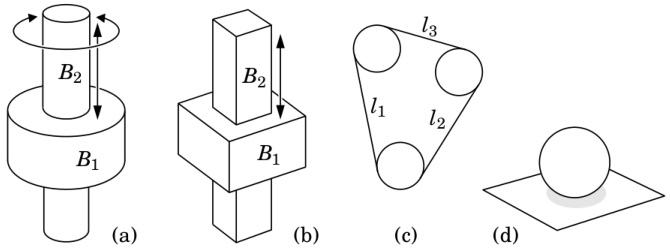 B₂
B₁
(a)
B₂
B₁
(b)
l₃
l₁
l₂
(c)
(d)